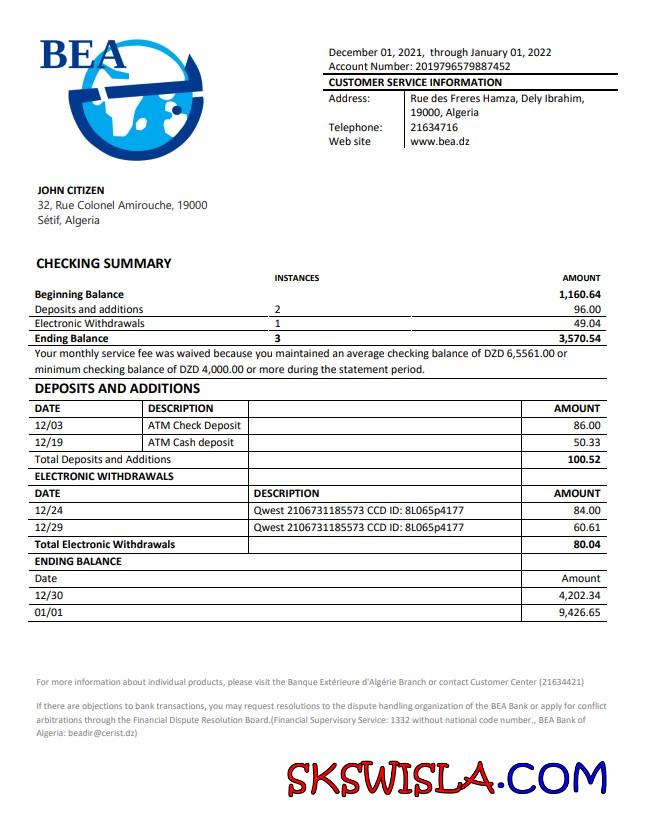 BEA
December 01, 2021, through January 01, 2022
Account Number: 2019796579887452
CUSTOMER SERVICE INFORMATION
Address: Rue des Freres Hamza, Dely Ibrahim,
19000, Algeria
Telephone: 21634716
Web site www.bea.dz
JOHN CITIZEN
32, Rue Colonel Amirouche, 19000
Sétif, Algeria
CHECKING SUMMARY
INSTANCES AMOUNT
Beginning Balance 1,160.64
Deposits and additions 2 96.00
Electronic Withdrawals 1 49.04
Ending Balance 3 3,570.54
Your monthly service fee was waived because you maintained an average checking balance of DZD 6,5561.00 or
minimum checking balance of DZD 4,000.00 or more during the statement period.
DEPOSITS AND ADDITIONS
DATE DESCRIPTION AMOUNT
12/03 ATM Check Deposit 86.00
12/19 ATM Cash deposit 50.33
Total Deposits and Additions 100.52
ELECTRONIC WITHDRAWALS
DATE DESCRIPTION AMOUNT
12/24 Qwest 2106731185573 CCD ID: 8L065p4177 84.00
12/29 Qwest 2106731185573 CCD ID: 8L065p4177 60.61
Total Electronic Withdrawals 80.04
ENDING BALANCE
Date Amount
12/30 4,202.34
01/01 9,426.65
For more information about individual products, please visit the Banque Extérieure d'Algérie Branch or contact Customer Center (21634421)
If there are objections to bank transactions, you may request resolutions to the dispute handling organization of the BEA Bank or apply for conflict
arbitrations through the Financial Dispute Resolution Board.(Financial Supervisory Service: 1332 without national code number., BEA Bank of
Algeria: beadir@cerist.dz)
SKSWISLA.COM